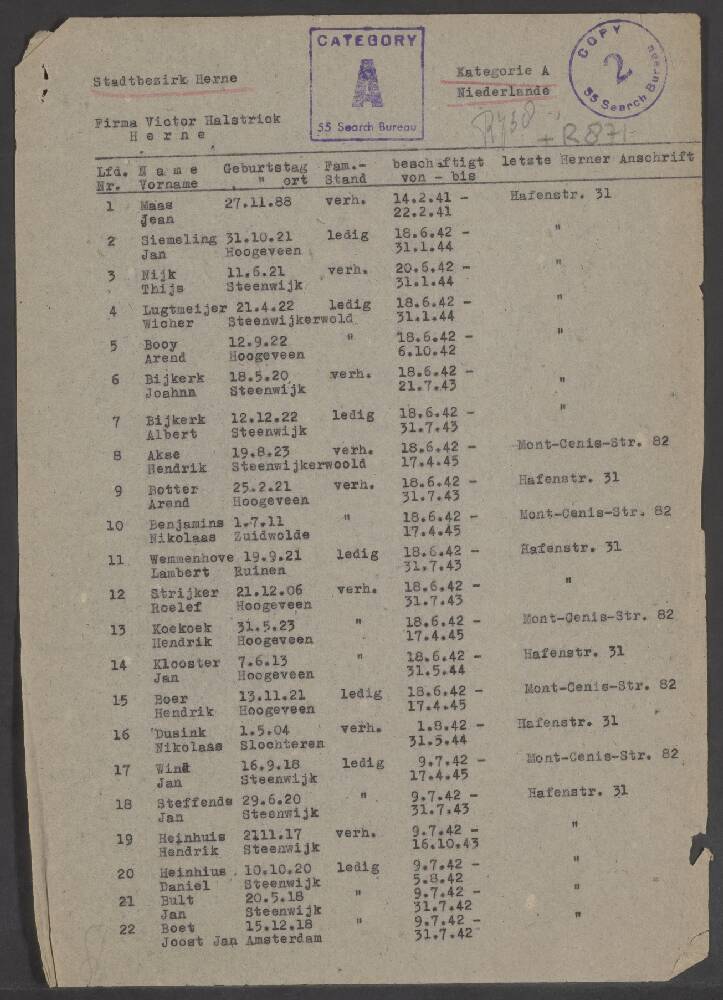 CATEGORY
A
55 Search Bureau
COPY
2
55 Search Bureau
Stadtbezirk Herne
Kategorie A
Niederlande
Firma Victor Halstrick
Herne
+ R 871
Lfd. Name Geburtstag Fam.- beschäftigt letzte Herner Anschrift
Nr. Vorname " ort Stand von - bis
1 Maas 27.11.88 verh. 14.2.41 - Hafenstr. 31
Jean 22.2.41
2 Siemeling 31.10.21 ledig 18.6.42 - "
Jan Hoogeveen 31.1.44
3 Nijk 11.6.21 verh. 20.6.42 - "
Thijs Steenwijk 31.1.44
4 Lugtmeijer 21.4.22 ledig 18.6.42 - "
Wicher Steenwijkerwold 31.1.44
5 Booy 12.9.22 " 18.6.42 - "
Arend Hoogeveen 6.10.42
6 Bijkerk 18.5.20 verh. 18.6.42 - "
Joahnn Steenwijk 21.7.43
7 Bijkerk 12.12.22 ledig 18.6.42 - "
Albert Steenwijk 31.7.43
8 Akse 19.8.23 verh. 18.6.42 - Mont-Cenis-Str. 82
Hendrik Steenwijkerwoold 17.4.45
9 Botter 25.2.21 verh. 18.6.42 - Hafenstr. 31
Arend Hoogeveen 31.7.43
10 Benjamins 1.7.11 " 18.6.42 - Mont-Cenis-Str. 82
Nikolaas Zuidwolde 17.4.45
11 Wemmenhove 19.9.21 ledig 18.6.42 - Hafenstr. 31
Lambert Ruinen 31.7.43
12 Strijker 21.12.06 verh. 18.6.42 - "
Roelef Hoogeveen 31.7.43
13 Koekoek 31.5.23 " 18.6.42 - Mont-Cenis-Str. 82
Hendrik Hoogeveen 17.4.45
14 Klooster 7.6.13 " 18.6.42 - Hafenstr. 31
Jan Hoogeveen 31.5.44
15 Boer 13.11.21 ledig 18.6.42 - Mont-Cenis-Str. 82
Hendrik Hoogeveen 17.4.45
16 Dusink 1.5.04 verh. 1.8.42 - Hafenstr. 31
Nikolaas Slochteren 31.5.44
17 Wind 16.9.18 ledig 9.7.42 - Mont-Cenis-Str. 82
Jan Steenwijk 17.4.45
18 Steffends 29.6.20 " 9.7.42 - Hafenstr. 31
Jan Steenwijk 31.7.43
19 Heinhuis 2111.17 verh. 9.7.42 - "
Hendrik Steenwijk 16.10.43
20 Heinhius 10.10.20 ledig 9.7.42 - "
Daniel Steenwijk 5.8.42
21 Bult 20.5.18 " 9.7.42 - "
Jan Steenwijk 31.7.42
22 Boet 15.12.18 " 9.7.42 - "
Joost Jan Amsterdam 31.7.42